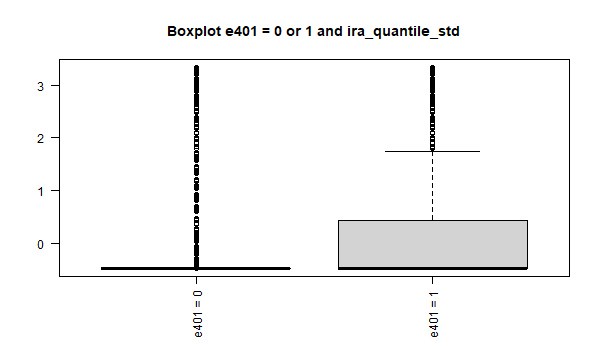 Boxplot e401 = 0 or 1 and ira_quantile_std
3
2
1
0
e401 = 0
e401 = 1